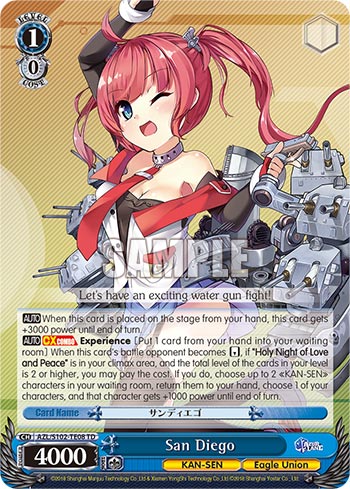 LEVEL
1
0
COST
SAMPLE
Let's have an exciting water gun fight!
AUTO When this card is placed on the stage from your hand, this card gets
+3000 power until end of turn.
AUTO CX COMBO Experience [Put 1 card from your hand into your waiting
room] When this card's battle opponent becomes [], if "Holy Night of Love
and Peace" is in your climax area, and the total level of the cards in your level
is 2 or higher, you may pay the cost. If you do, choose up to 2 «KAN-SEN»
characters in your waiting room, return them to your hand, choose 1 of your
characters, and that character gets +1000 power until end of turn.
Card Name サンディエゴ
CH AZL/S102-TE08 TD
San Diego
POWER 4000
KAN-SEN
Eagle Union